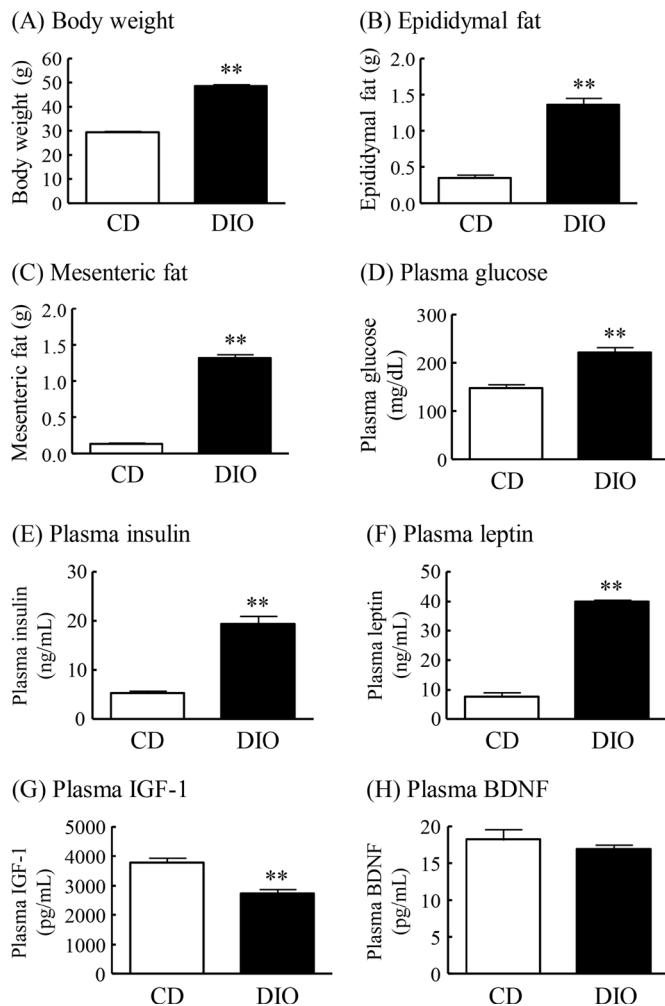 (A) Body weight
Body weight (g)
60
50
40
30
20
10
0
**
CD
DIO
(B) Epididymal fat
Epididymal fat (g)
2.0
1.5
1.0
0.5
0.0
**
CD
DIO
(C) Mesenteric fat
Mesenteric fat (g)
2.0
1.5
1.0
0.5
0.0
**
CD
DIO
(D) Plasma glucose
Plasma glucose
(mg/dL)
300
200
100
0
**
CD
DIO
(E) Plasma insulin
Plasma insulin
(ng/mL)
30
20
10
0
**
CD
DIO
(F) Plasma leptin
Plasma leptin
(ng/mL)
50
40
30
20
10
0
**
CD
DIO
(G) Plasma IGF-1
Plasma IGF-1
(pg/mL)
5000
4000
3000
2000
1000
0
**
CD
DIO
(H) Plasma BDNF
Plasma BDNF
(pg/mL)
20
15
10
5
0
CD
DIO